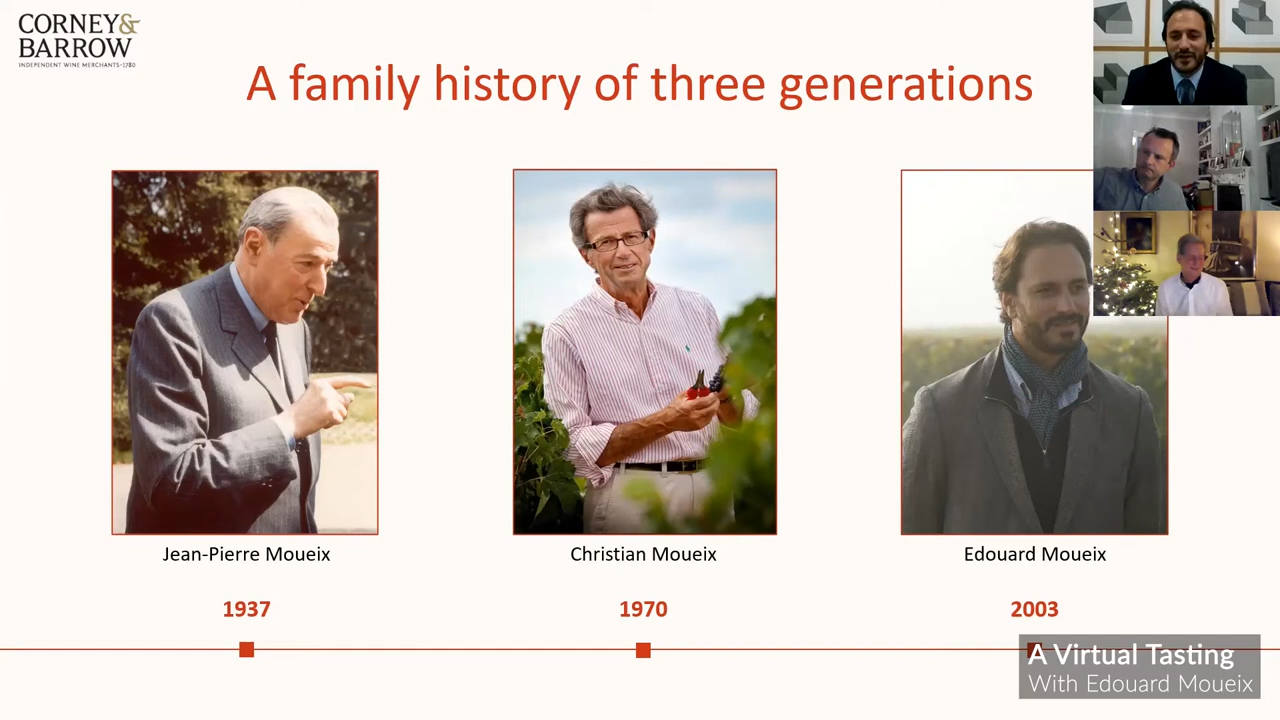 CORNEY&
BARROW
INDEPENDENT WINE MERCHANTS·1780
A family history of three generations
Jean-Pierre Moueix
Christian Moueix
Edouard Moueix
1937
1970
2003
A Virtual Tasting
With Edouard Moueix